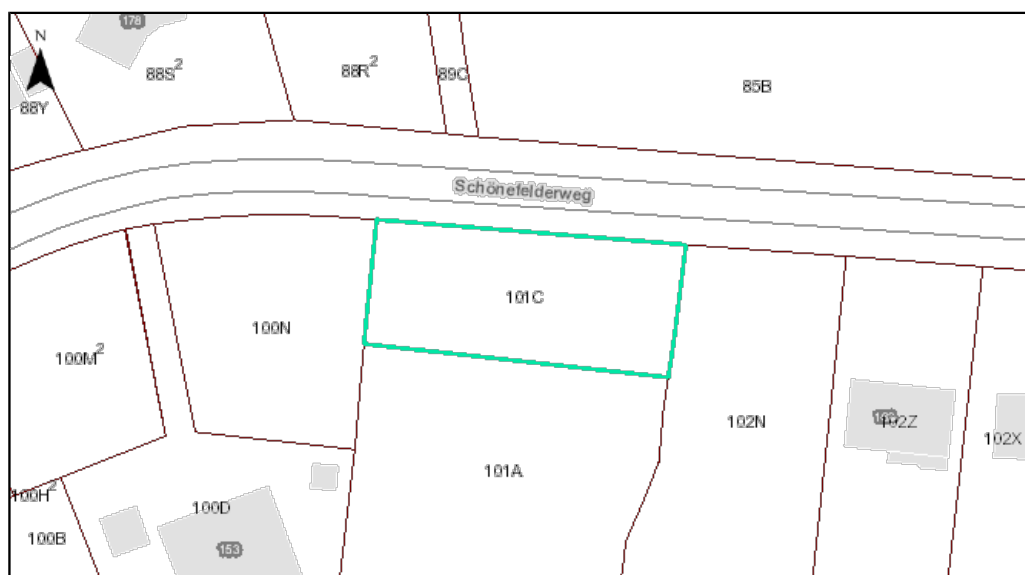 178
N
88S²
88R²
89C
85B
88Y
Schönefelderweg
101C
100N
100M²
102N
102Z
102X
101A
100H²
100D
100B
153